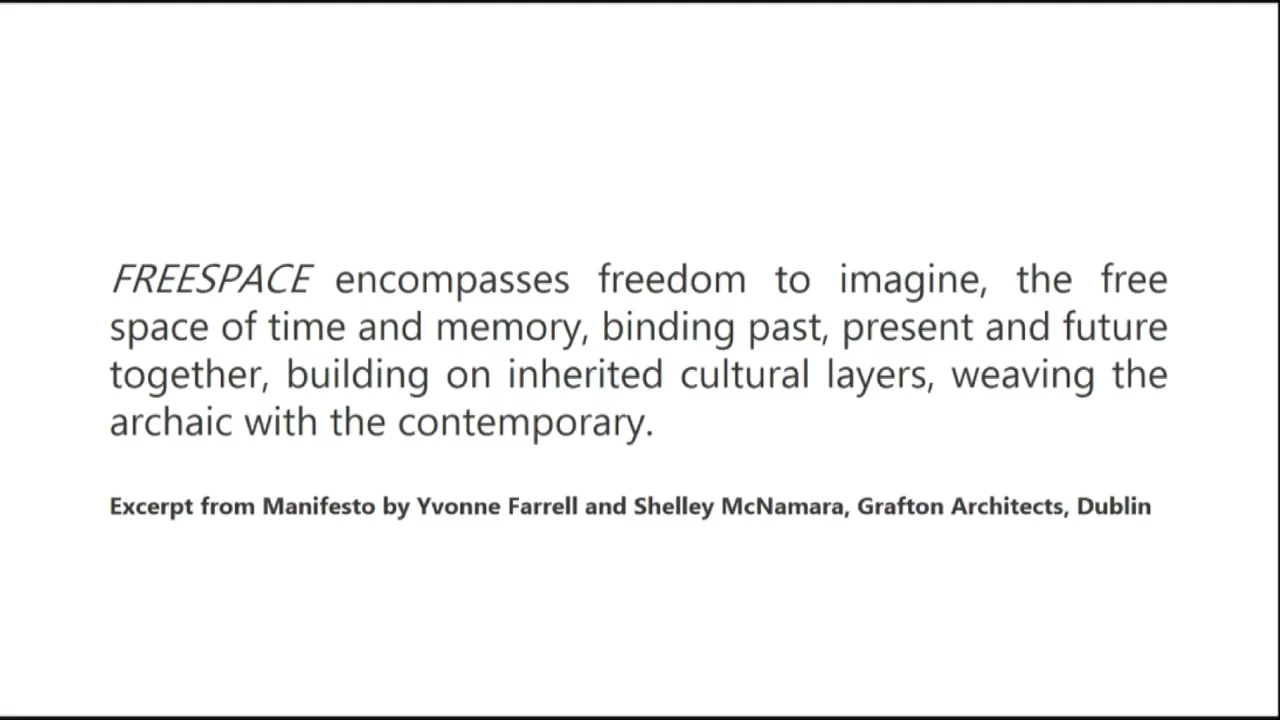 FREESPACE encompasses freedom to imagine, the free
space of time and memory, binding past, present and future
together, building on inherited cultural layers, weaving the
archaic with the contemporary.
Excerpt from Manifesto by Yvonne Farrell and Shelley McNamara, Grafton Architects, Dublin